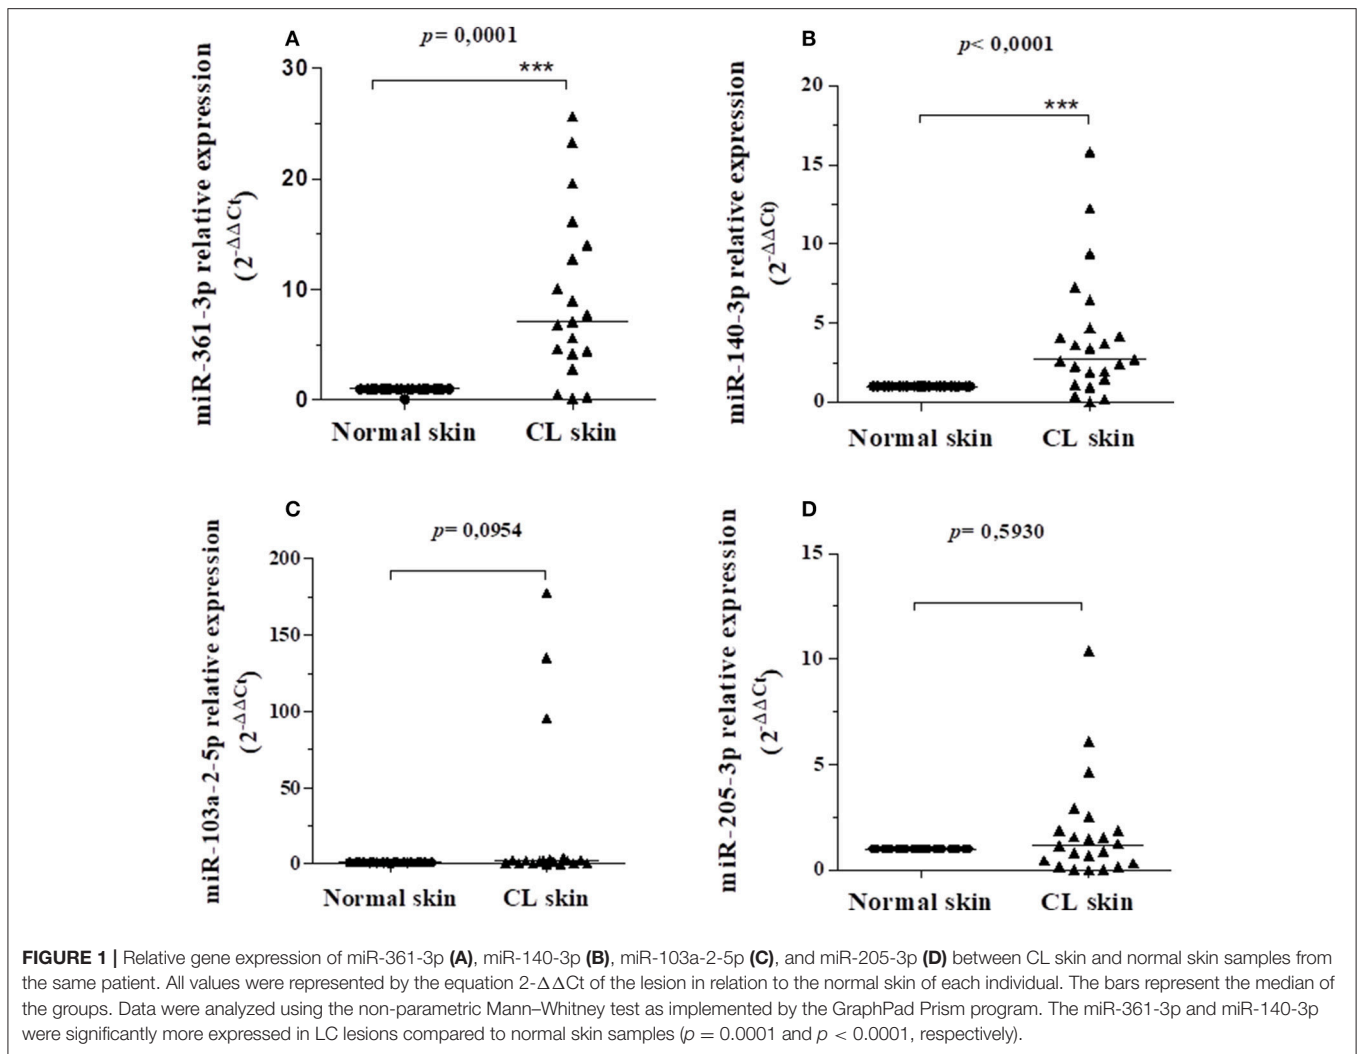 A
p= 0,0001
***
miR-361-3p relative expression
(2-ΔΔCt)
30
20
10
0
Normal skin
CL skin
B
p< 0,0001
***
miR-140-3p relative expression
(2-ΔΔCt)
20
15
10
5
0
Normal skin
CL skin
C
p= 0,0954
miR-103a-2-5p relative expression
(2-ΔΔCt)
200
150
100
50
0
Normal skin
CL skin
D
p= 0,5930
miR-205-3p relative expression
(2-ΔΔCt)
15
10
5
0
Normal skin
CL skin
FIGURE 1 | Relative gene expression of miR-361-3p (A), miR-140-3p (B), miR-103a-2-5p (C), and miR-205-3p (D) between CL skin and normal skin samples from
the same patient. All values were represented by the equation 2-ΔΔCt of the lesion in relation to the normal skin of each individual. The bars represent the median of
the groups. Data were analyzed using the non-parametric Mann–Whitney test as implemented by the GraphPad Prism program. The miR-361-3p and miR-140-3p
were significantly more expressed in LC lesions compared to normal skin samples (p = 0.0001 and p < 0.0001, respectively).